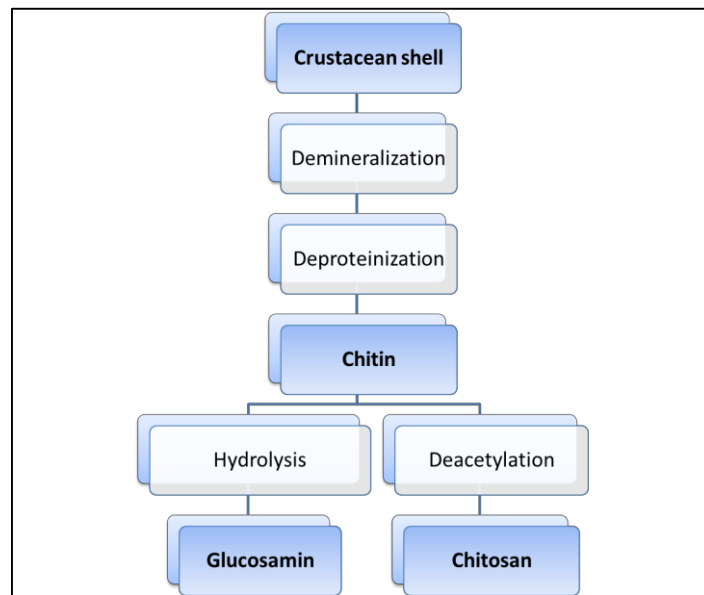 Crustacean shell
Demineralization
Deproteinization
Chitin
Hydrolysis
Deacetylation
Glucosamin
Chitosan